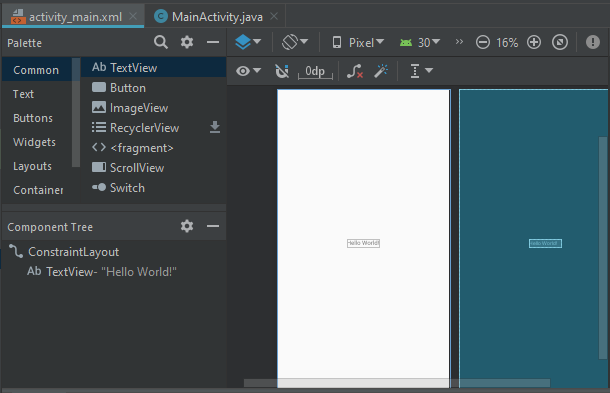 activity_main.xml MainActivity.java
Palette
Pixel 30 16%
Common
Text
Buttons
Widgets
Layouts
Container
Ab TextView
Button
ImageView
RecyclerView
<> <fragment>
ScrollView
Switch
0dp
Hello World!
Hello World!
Component Tree
ConstraintLayout
Ab TextView- "Hello World!"